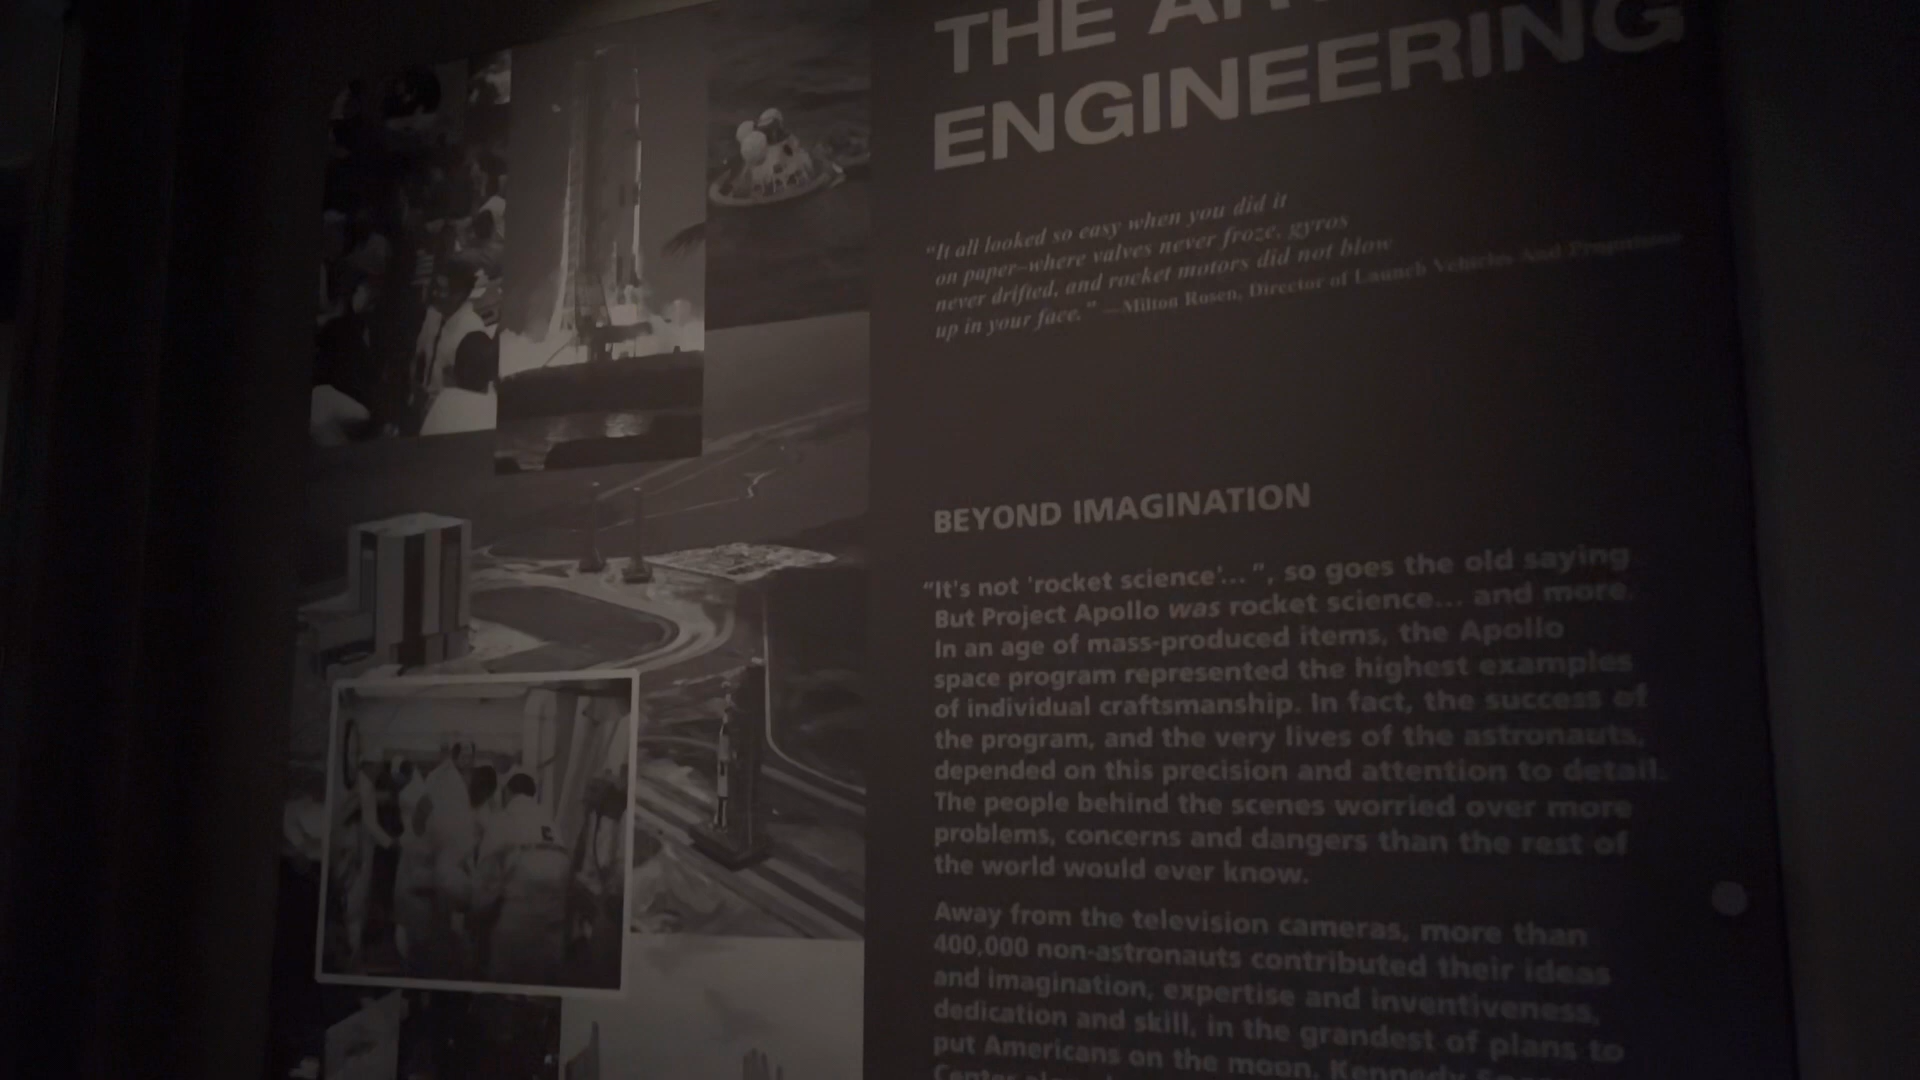 THE
ENGINEERING
“It all looked so easy when you did it
on paper–where valves never froze, gyros
never drifted, and rocket motors did not blow
up in your face.” —Milton Rosen, Director of Launch Vehicles And Propulsion
BEYOND IMAGINATION
“It's not 'rocket science'...”, so goes the old saying
But Project Apollo was rocket science... and more.
In an age of mass-produced items, the Apollo
space program represented the highest examples
of individual craftsmanship. In fact, the success of
the program, and the very lives of the astronauts,
depended on this precision and attention to detail.
The people behind the scenes worried over more
problems, concerns and dangers than the rest of
the world would ever know.
Away from the television cameras, more than
400,000 non-astronauts contributed their ideas
and imagination, expertise and inventiveness,
dedication and skill, in the grandest of plans to
put Americans on the moon. Kennedy
Center